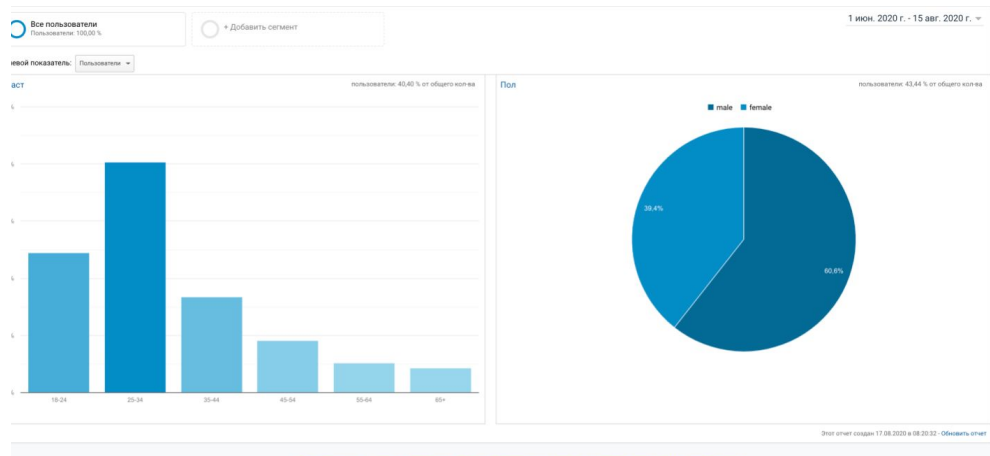 Все пользователи
Пользователи: 100,00 %
+ Добавить сегмент
1 июн. 2020 г. - 15 авг. 2020 г.
евой показатель: Пользователи
аст
пользователи: 40,40 % от общего кол-ва
18-24 25-34 35-44 45-54 55-64 65+
Пол
пользователи: 43,44 % от общего кол-ва
male female
39,4%
60,6%
Этот отчет создан 17.08.2020 в 08:20:32 - Обновить отчет